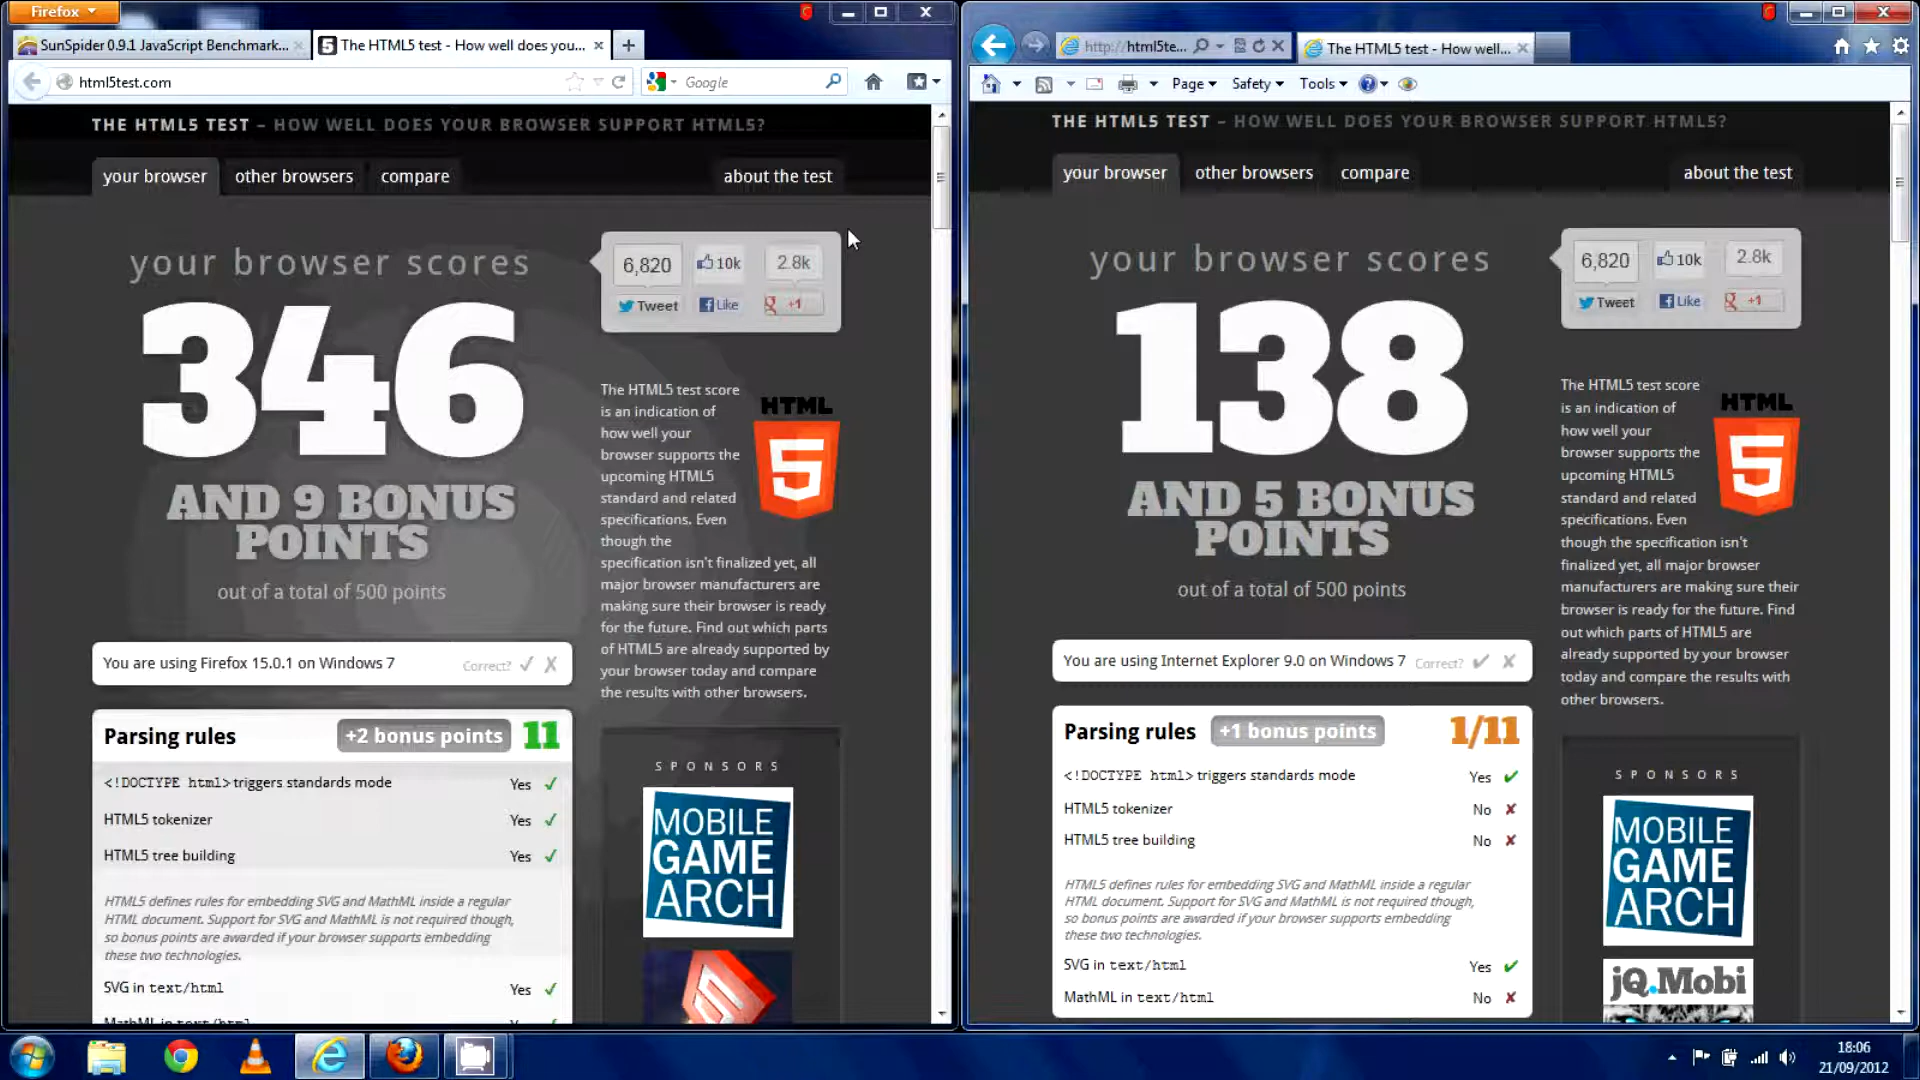 Firefox
SunSpider 0.9.1 JavaScript Benchmark...
The HTML5 test - How well does you...
html5test.com
Google
THE HTML5 TEST – HOW WELL DOES YOUR BROWSER SUPPORT HTML5?
your browser
other browsers
compare
about the test
your browser scores
346
AND 9 BONUS
POINTS
out of a total of 500 points
6,820
10k
2.8k
Tweet
Like
+1
The HTML5 test score
is an indication of
how well your
browser supports the
upcoming HTML5
standard and related
specifications. Even
though the
specification isn't finalized yet, all
major browser manufacturers are
making sure their browser is ready
for the future. Find out which parts
of HTML5 are already supported by
your browser today and compare
the results with other browsers.
HTML
5
You are using Firefox 15.0.1 on Windows 7
Correct?
Parsing rules
+2 bonus points
11
<!DOCTYPE html> triggers standards mode Yes
HTML5 tokenizer Yes
HTML5 tree building Yes
HTML5 defines rules for embedding SVG and MathML inside a regular
HTML document. Support for SVG and MathML is not required though,
so bonus points are awarded if your browser supports embedding
these two technologies.
SVG in text/html Yes
MathML in text/html
SPONSORS
MOBILE
GAME
ARCH
http://html5te...
The HTML5 test - How well...
Page
Safety
Tools
THE HTML5 TEST – HOW WELL DOES YOUR BROWSER SUPPORT HTML5?
your browser
other browsers
compare
about the test
your browser scores
138
AND 5 BONUS
POINTS
out of a total of 500 points
6,820
10k
2.8k
Tweet
Like
+1
The HTML5 test score
is an indication of
how well your
browser supports the
upcoming HTML5
standard and related
specifications. Even
though the specification isn't
finalized yet, all major browser
manufacturers are making sure their
browser is ready for the future. Find
out which parts of HTML5 are
already supported by your browser
today and compare the results with
other browsers.
HTML
5
You are using Internet Explorer 9.0 on Windows 7
Correct?
Parsing rules
+1 bonus points
1/11
<!DOCTYPE html> triggers standards mode Yes
HTML5 tokenizer No
HTML5 tree building No
HTML5 defines rules for embedding SVG and MathML inside a regular
HTML document. Support for SVG and MathML is not required though,
so bonus points are awarded if your browser supports embedding
these two technologies.
SVG in text/html Yes
MathML in text/html No
SPONSORS
MOBILE
GAME
ARCH
jQ.Mobi
18:06
21/09/2012